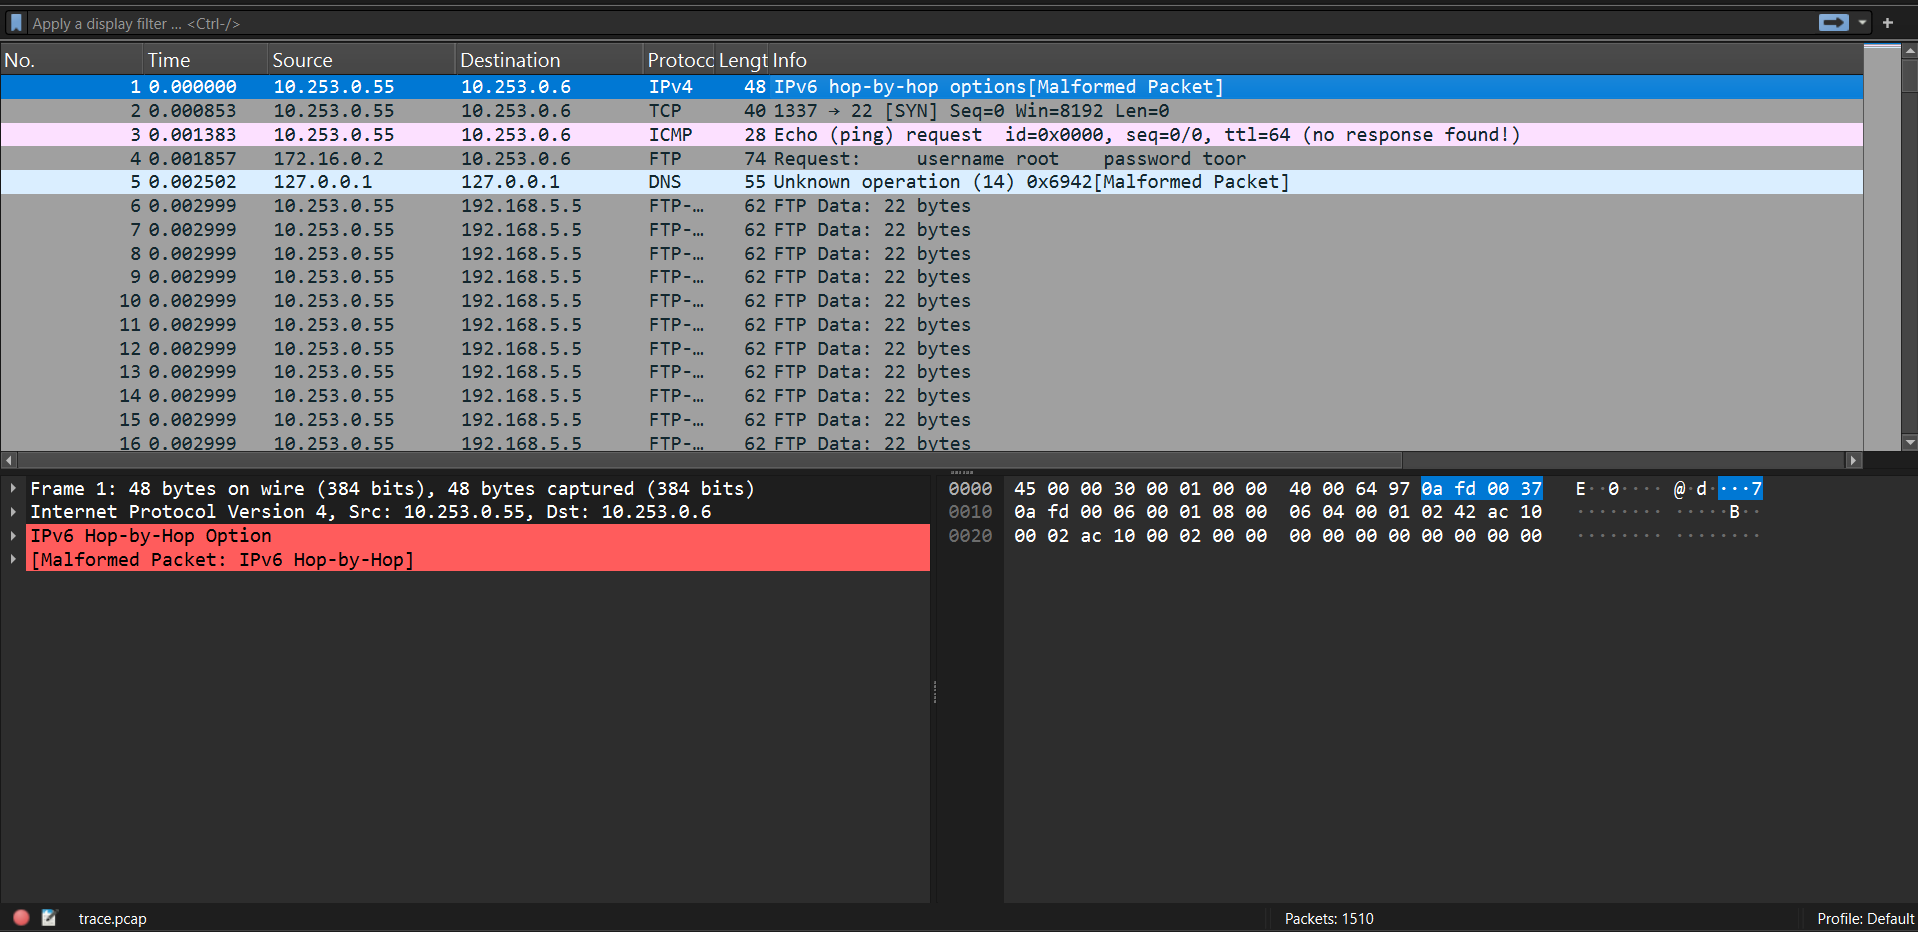 Apply a display filter … <Ctrl-/>
No. Time Source Destination Protoc Lengt Info
1 0.000000 10.253.0.55 10.253.0.6 IPv4 48 IPv6 hop-by-hop options[Malformed Packet]
2 0.000853 10.253.0.55 10.253.0.6 TCP 40 1337 → 22 [SYN] Seq=0 Win=8192 Len=0
3 0.001383 10.253.0.55 10.253.0.6 ICMP 28 Echo (ping) request id=0x0000, seq=0/0, ttl=64 (no response found!)
4 0.001857 172.16.0.2 10.253.0.6 FTP 74 Request: username root password toor
5 0.002502 127.0.0.1 127.0.0.1 DNS 55 Unknown operation (14) 0x6942[Malformed Packet]
6 0.002999 10.253.0.55 192.168.5.5 FTP-… 62 FTP Data: 22 bytes
7 0.002999 10.253.0.55 192.168.5.5 FTP-… 62 FTP Data: 22 bytes
8 0.002999 10.253.0.55 192.168.5.5 FTP-… 62 FTP Data: 22 bytes
9 0.002999 10.253.0.55 192.168.5.5 FTP-… 62 FTP Data: 22 bytes
10 0.002999 10.253.0.55 192.168.5.5 FTP-… 62 FTP Data: 22 bytes
11 0.002999 10.253.0.55 192.168.5.5 FTP-… 62 FTP Data: 22 bytes
12 0.002999 10.253.0.55 192.168.5.5 FTP-… 62 FTP Data: 22 bytes
13 0.002999 10.253.0.55 192.168.5.5 FTP-… 62 FTP Data: 22 bytes
14 0.002999 10.253.0.55 192.168.5.5 FTP-… 62 FTP Data: 22 bytes
15 0.002999 10.253.0.55 192.168.5.5 FTP-… 62 FTP Data: 22 bytes
16 0.002999 10.253.0.55 192.168.5.5 FTP-… 62 FTP Data: 22 bytes
Frame 1: 48 bytes on wire (384 bits), 48 bytes captured (384 bits)
Internet Protocol Version 4, Src: 10.253.0.55, Dst: 10.253.0.6
IPv6 Hop-by-Hop Option
[Malformed Packet: IPv6 Hop-by-Hop]
0000 45 00 00 30 00 01 00 00 40 00 64 97 0a fd 00 37 E··0···· @·d····7
0010 0a fd 00 06 00 01 08 00 06 04 00 01 02 42 ac 10 ········ ·····B··
0020 00 02 ac 10 00 02 00 00 00 00 00 00 00 00 00 00 ········ ········
trace.pcap
Packets: 1510
Profile: Default